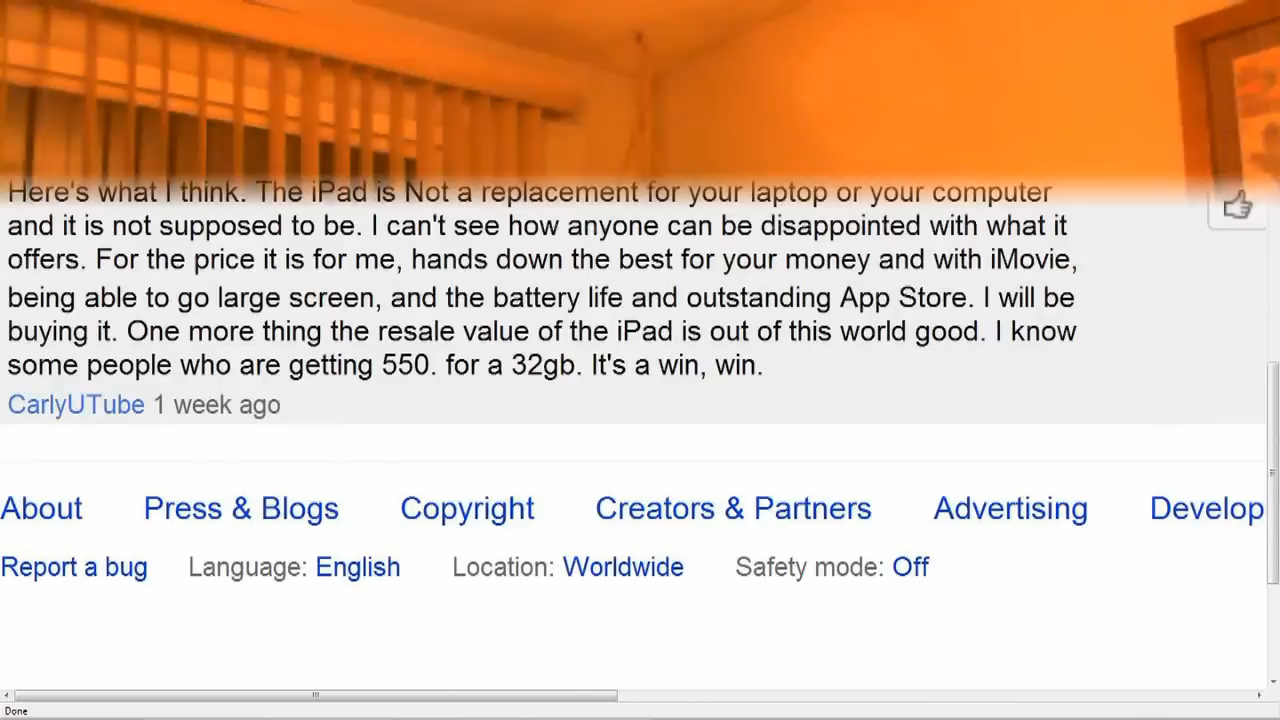 Here's what I think. The iPad is Not a replacement for your laptop or your computer
and it is not supposed to be. I can't see how anyone can be disappointed with what it
offers. For the price it is for me, hands down the best for your money and with iMovie,
being able to go large screen, and the battery life and outstanding App Store. I will be
buying it. One more thing the resale value of the iPad is out of this world good. I know
some people who are getting 550. for a 32gb. It's a win, win.
CarlyUTube 1 week ago
About Press & Blogs Copyright Creators & Partners Advertising Develop
Report a bug Language: English Location: Worldwide Safety mode: Off
Done